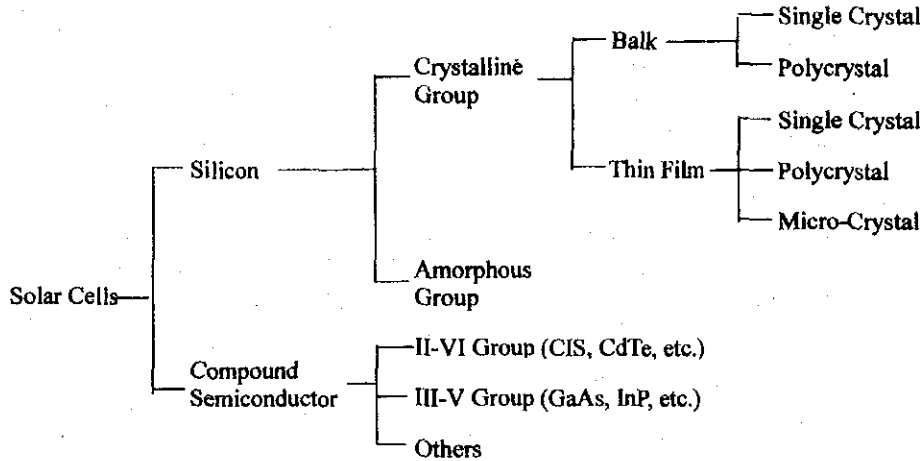 Single Crystal
Balk
Polycrystal
Crystalline
Group
Single Crystal
Silicon
Thin Film
Polycrystal
Micro-Crystal
Amorphous
Group
Solar Cells
II-VI Group (CIS, CdTe, etc.)
Compound
Semiconductor
III-V Group (GaAs, InP, etc.)
Others